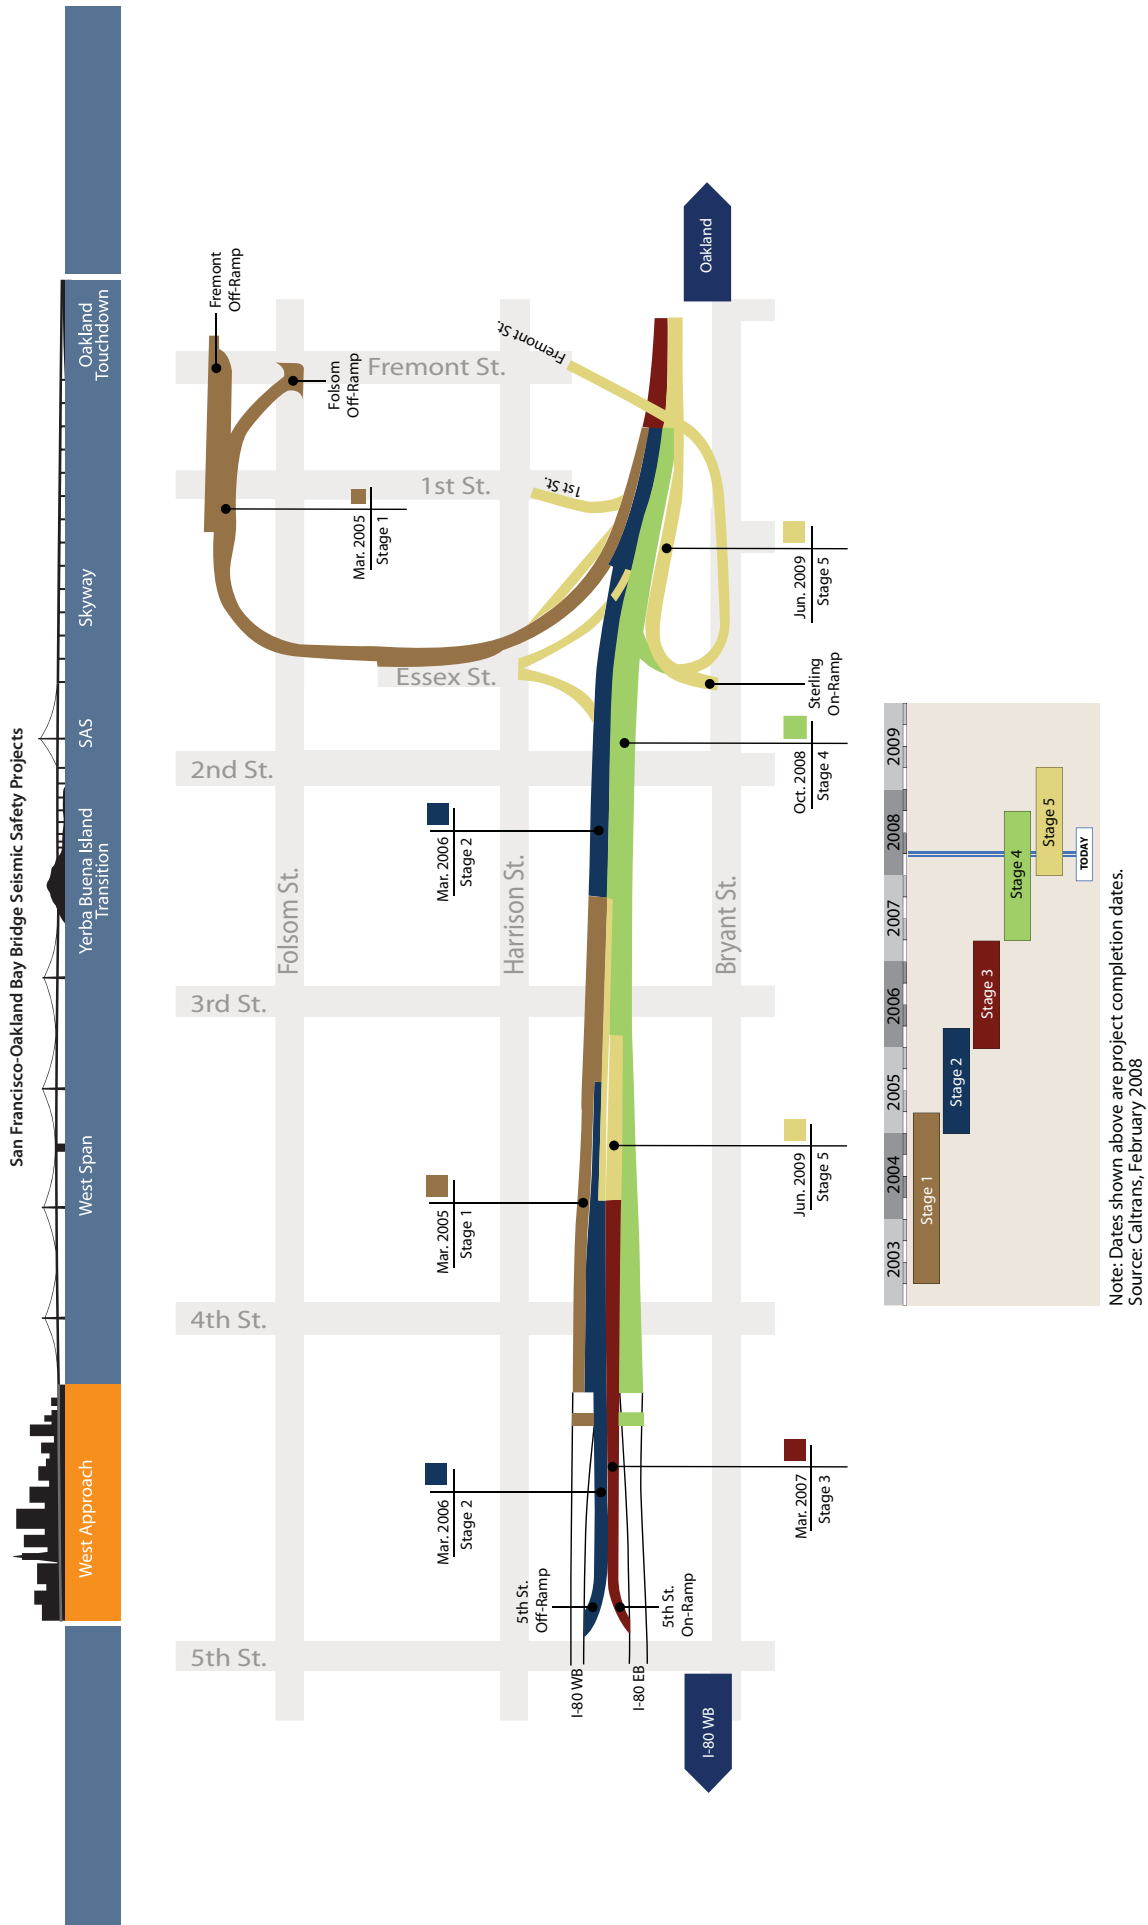 San Francisco-Oakland Bay Bridge Seismic Safety Projects
West Approach
West Span
Yerba Buena Island
Transition
SAS
Skyway
Oakland
Touchdown
Fremont
Off-Ramp
Folsom
Off-Ramp
5th St.
4th St.
3rd St.
2nd St.
Essex St.
1st St.
Fremont St.
Folsom St.
Harrison St.
Bryant St.
1st St.
Fremont St.
Mar. 2006
Stage 2
Mar. 2005
Stage 1
Mar. 2006
Stage 2
Mar. 2005
Stage 1
5th St.
Off-Ramp
5th St.
On-Ramp
I-80 WB
I-80 EB
I-80 WB
Oakland
Sterling
On-Ramp
Mar. 2007
Stage 3
Jun. 2009
Stage 5
Oct. 2008
Stage 4
Jun. 2009
Stage 5
2003
2004
2005
2006
2007
2008
2009
Stage 1
Stage 2
Stage 3
Stage 4
Stage 5
TODAY
Note: Dates shown above are project completion dates.
Source: Caltrans, February 2008